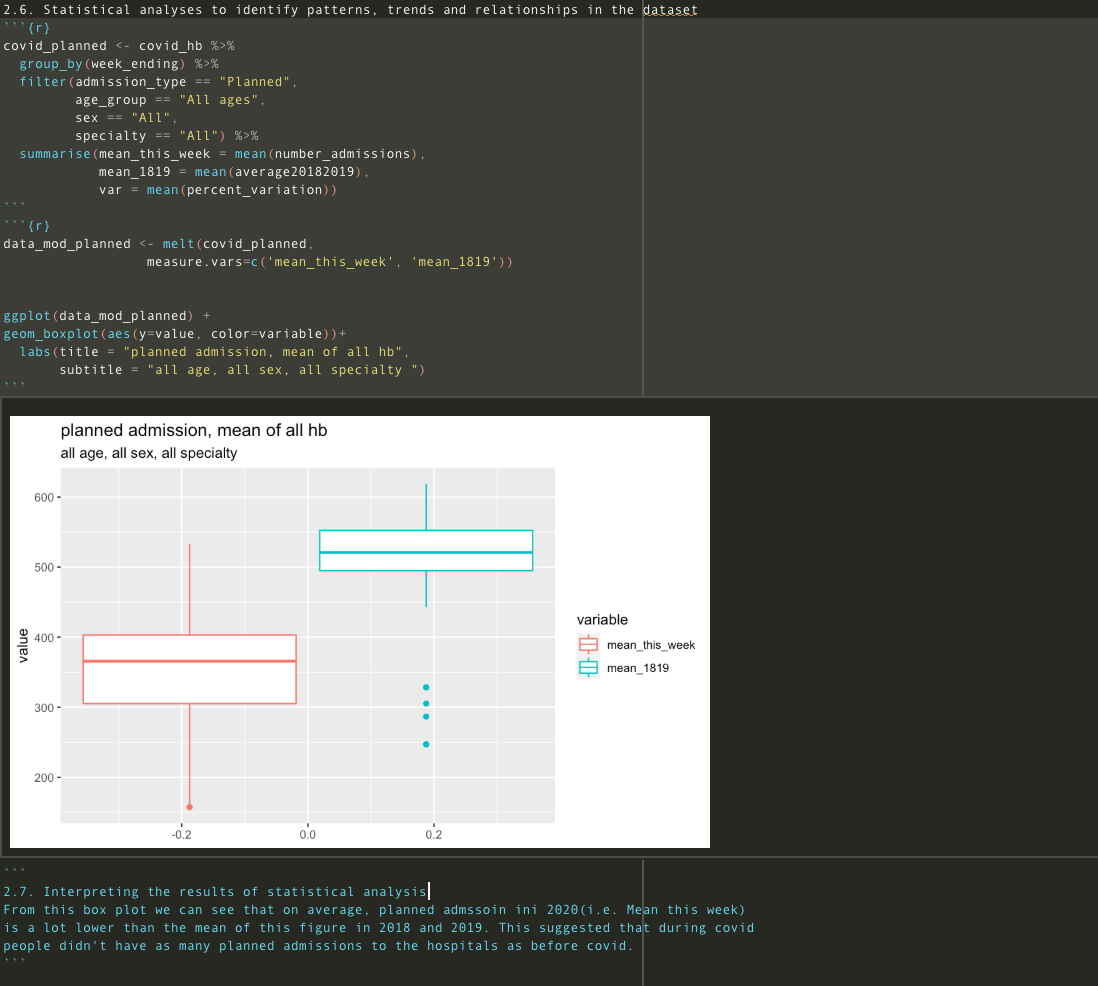 2.6. Statistical analyses to identify patterns, trends and relationships in the dataset
```{r}
covid_planned <- covid_hb %>%
  group_by(week_ending) %>%
  filter(admission_type == "Planned",
         age_group == "All ages",
         sex == "All",
         specialty == "All") %>%
  summarise(mean_this_week = mean(number_admissions),
            mean_1819 = mean(average20182019),
            var = mean(percent_variation))
```
```{r}
data_mod_planned <- melt(covid_planned,
                  measure.vars=c('mean_this_week', 'mean_1819'))
ggplot(data_mod_planned) +
geom_boxplot(aes(y=value, color=variable))+
  labs(title = "planned admission, mean of all hb",
       subtitle = "all age, all sex, all specialty ")
```
planned admission, mean of all hb
all age, all sex, all specialty
600
500
400
300
200
value
-0.2 0.0 0.2
variable
mean_this_week
mean_1819
```
2.7. Interpreting the results of statistical analysis
From this box plot we can see that on average, planned admssoin ini 2020(i.e. Mean this week)
is a lot lower than the mean of this figure in 2018 and 2019. This suggested that during covid
people didn't have as many planned admissions to the hospitals as before covid.
```